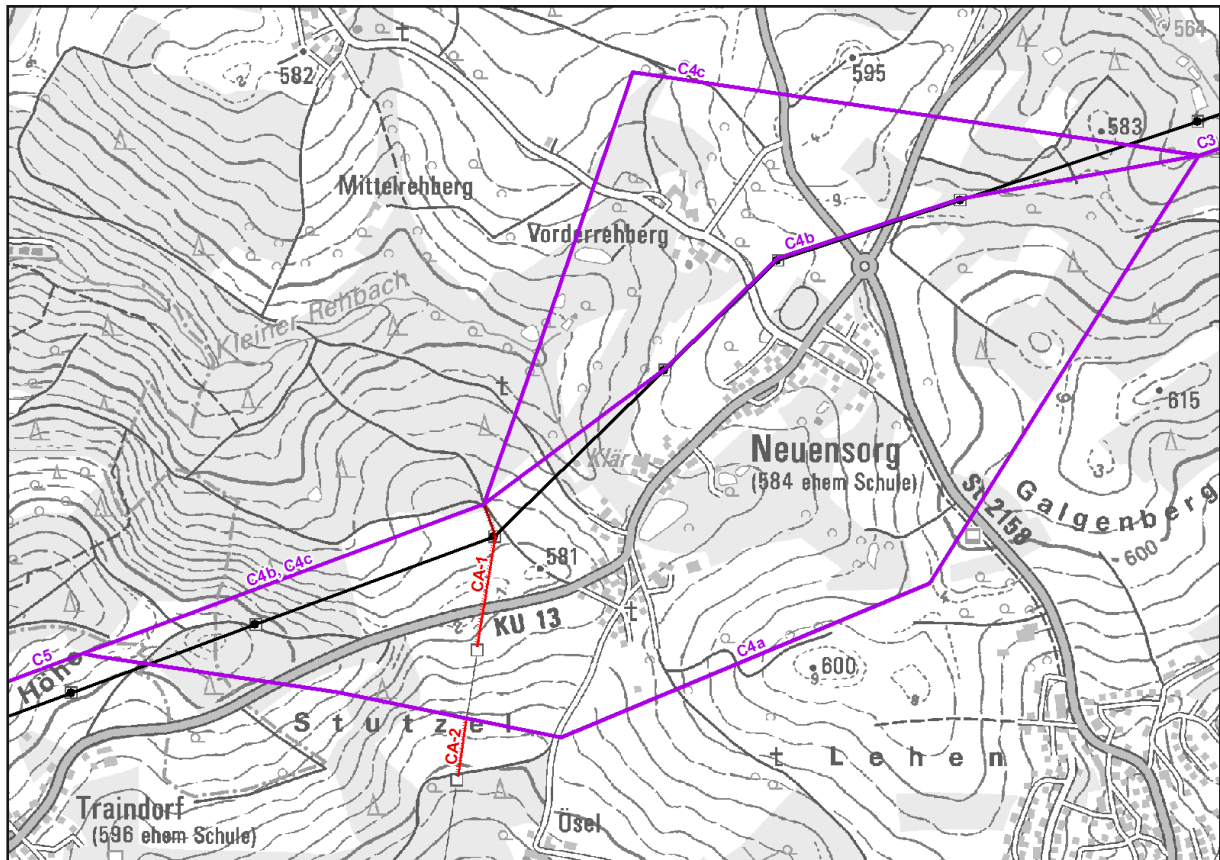 564
582
595
C4c
583
C3
Mittelrehberg
Vorderrehberg
C4b
Kleiner Rehbach
615
Neuensorg
(584 ehem Schule)
Klär
St 2158
Galgenberg
600
C4b, C4c
CA-1
581
KU 13
C4a
600
C5
Höhe
Stutzel
CA-2
Lehen
Traindorf
(596 ehem Schule)
Üsel